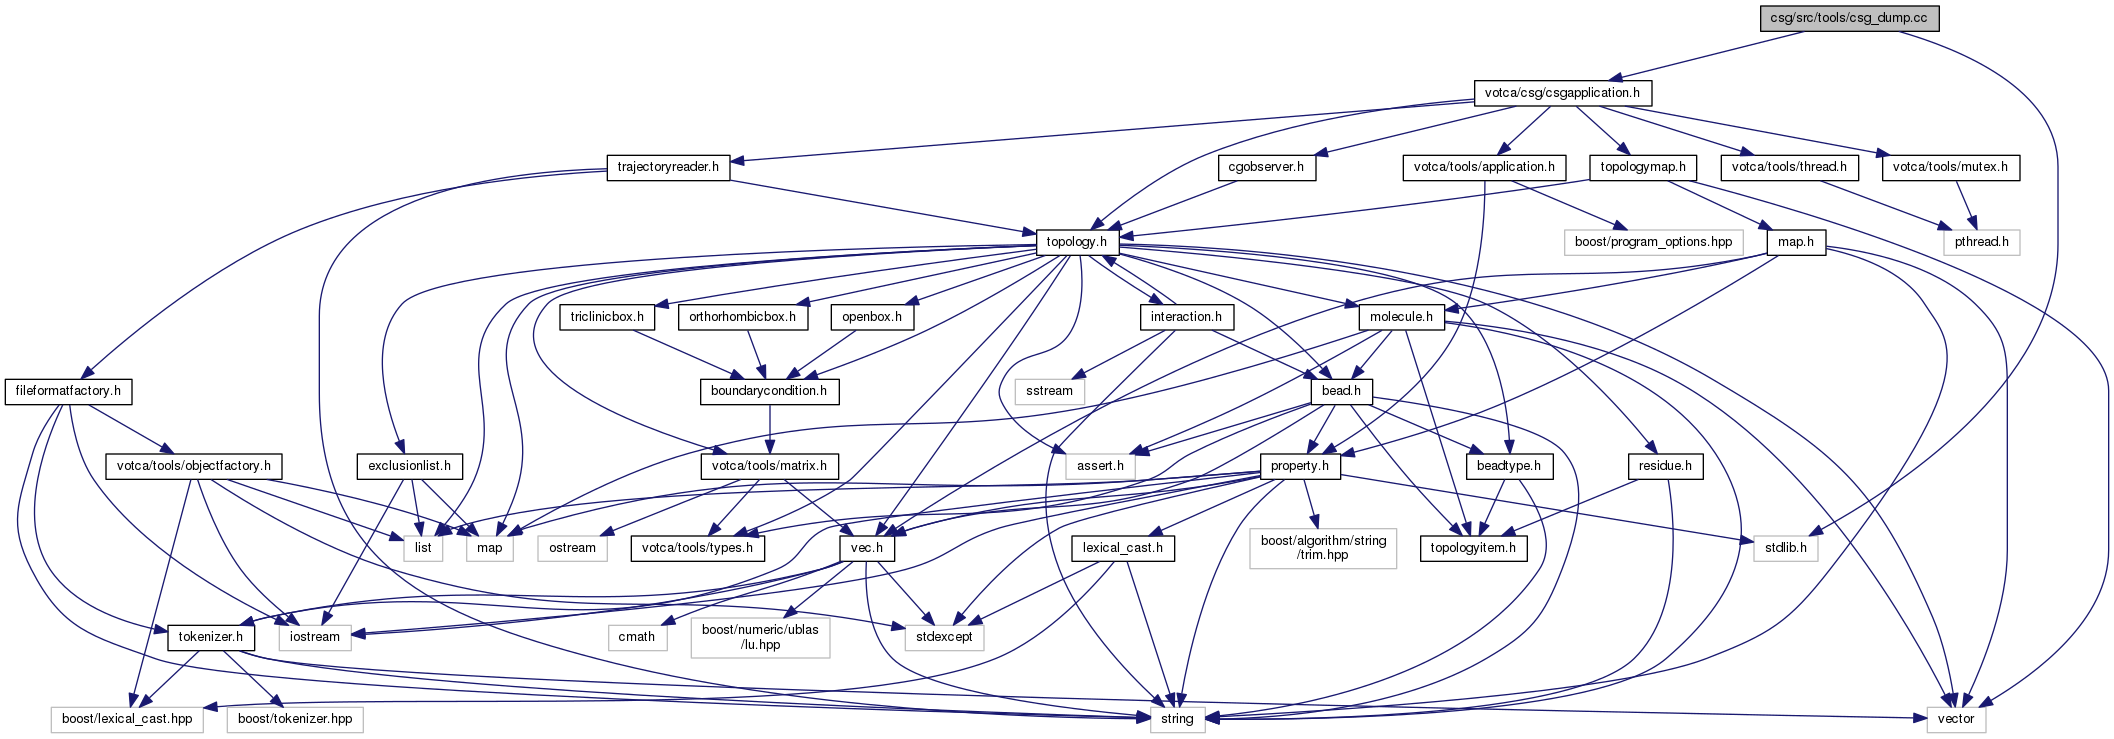 csg/src/tools/csg_dump.cc
votca/csg/csgapplication.h
trajectoryreader.h
cgobserver.h
votca/tools/application.h
topologymap.h
votca/tools/thread.h
votca/tools/mutex.h
topology.h
boost/program_options.hpp
map.h
pthread.h
triclinicbox.h
orthorhombicbox.h
openbox.h
interaction.h
molecule.h
fileformatfactory.h
boundarycondition.h
sstream
bead.h
votca/tools/objectfactory.h
exclusionlist.h
votca/tools/matrix.h
assert.h
property.h
beadtype.h
residue.h
list
map
ostream
votca/tools/types.h
vec.h
lexical_cast.h
boost/algorithm/string
/trim.hpp
topologyitem.h
stdlib.h
tokenizer.h
iostream
cmath
boost/numeric/ublas
/lu.hpp
stdexcept
boost/lexical_cast.hpp
boost/tokenizer.hpp
string
vector